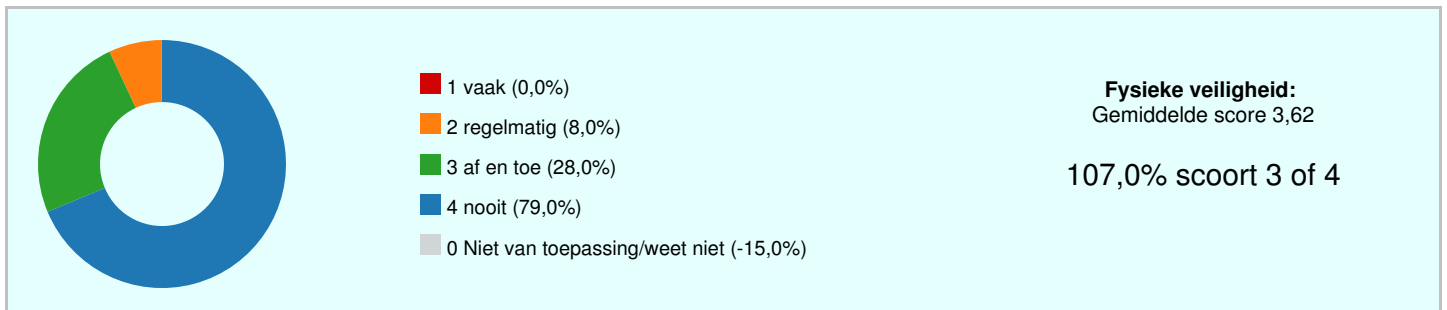 1 vaak (0,0%)
2 regelmatig (8,0%)
3 af en toe (28,0%)
4 nooit (79,0%)
0 Niet van toepassing/weet niet (-15,0%)
Fysieke veiligheid:
Gemiddelde score 3,62
107,0% scoort 3 of 4